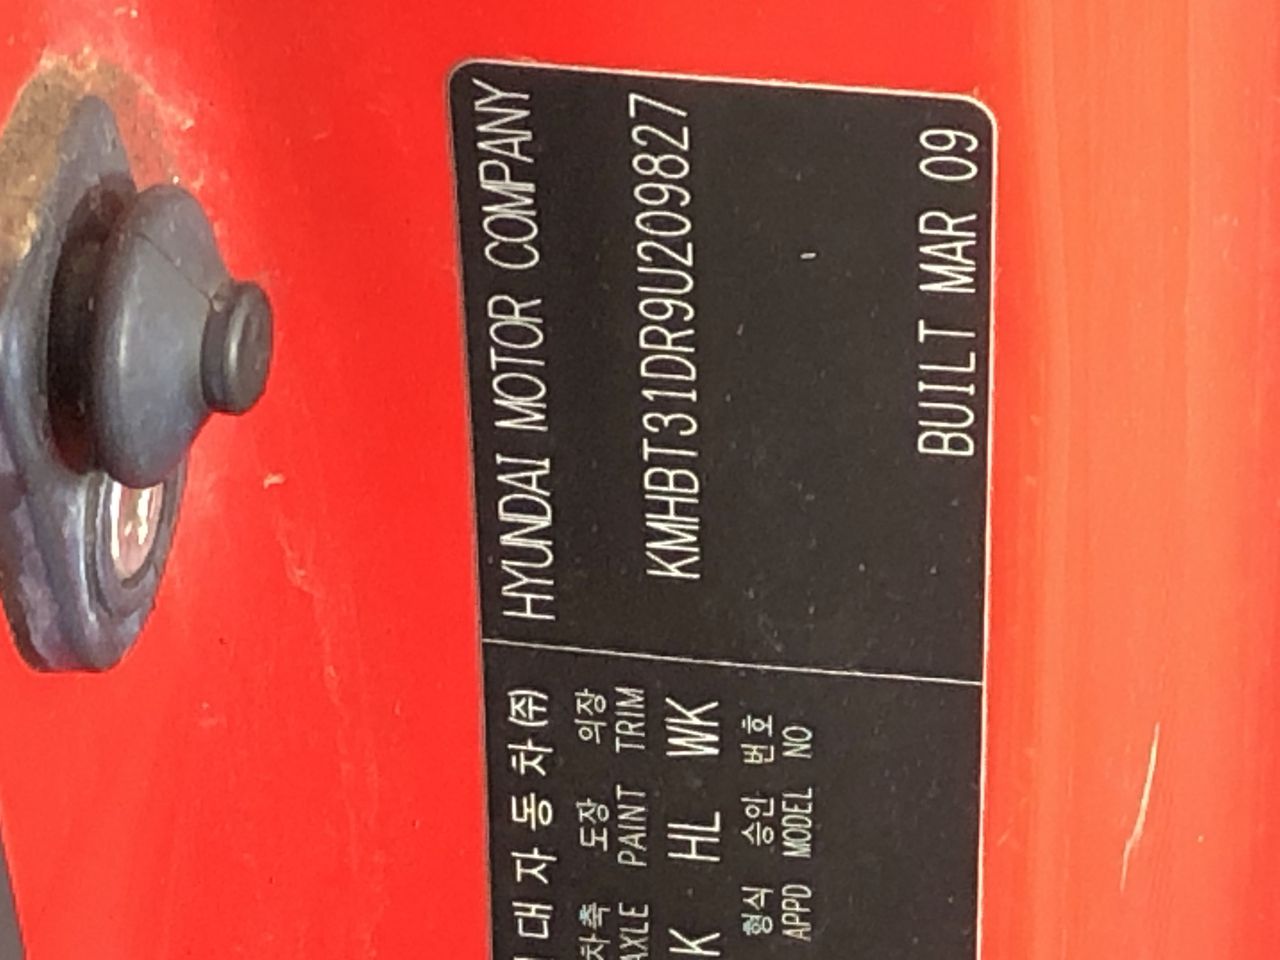 대 자 동 차 (주)
차축 도장 의장
AXLE PAINT TRIM
K HL WK
형식 승인 번호
APPD MODEL NO
HYUNDAI MOTOR COMPANY
KMHBT31DR9U209827
BUILT MAR 09